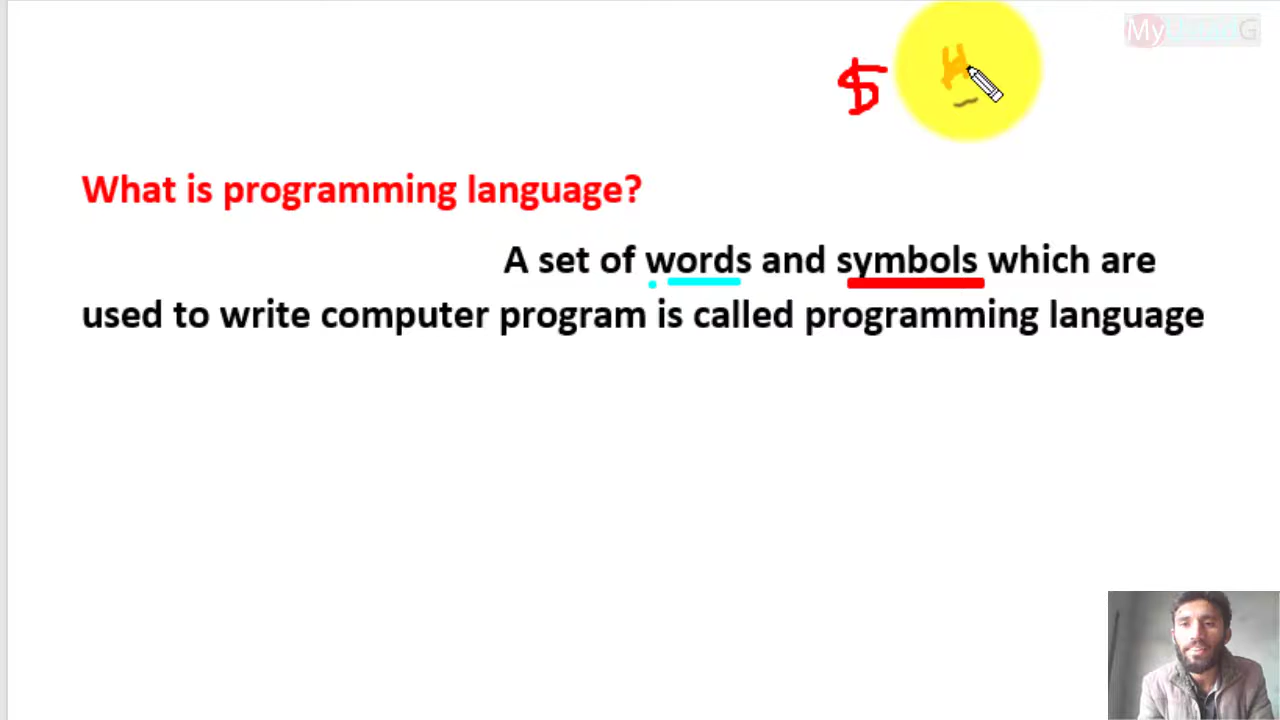 $
What is programming language?
A set of words and symbols which are
used to write computer program is called programming language